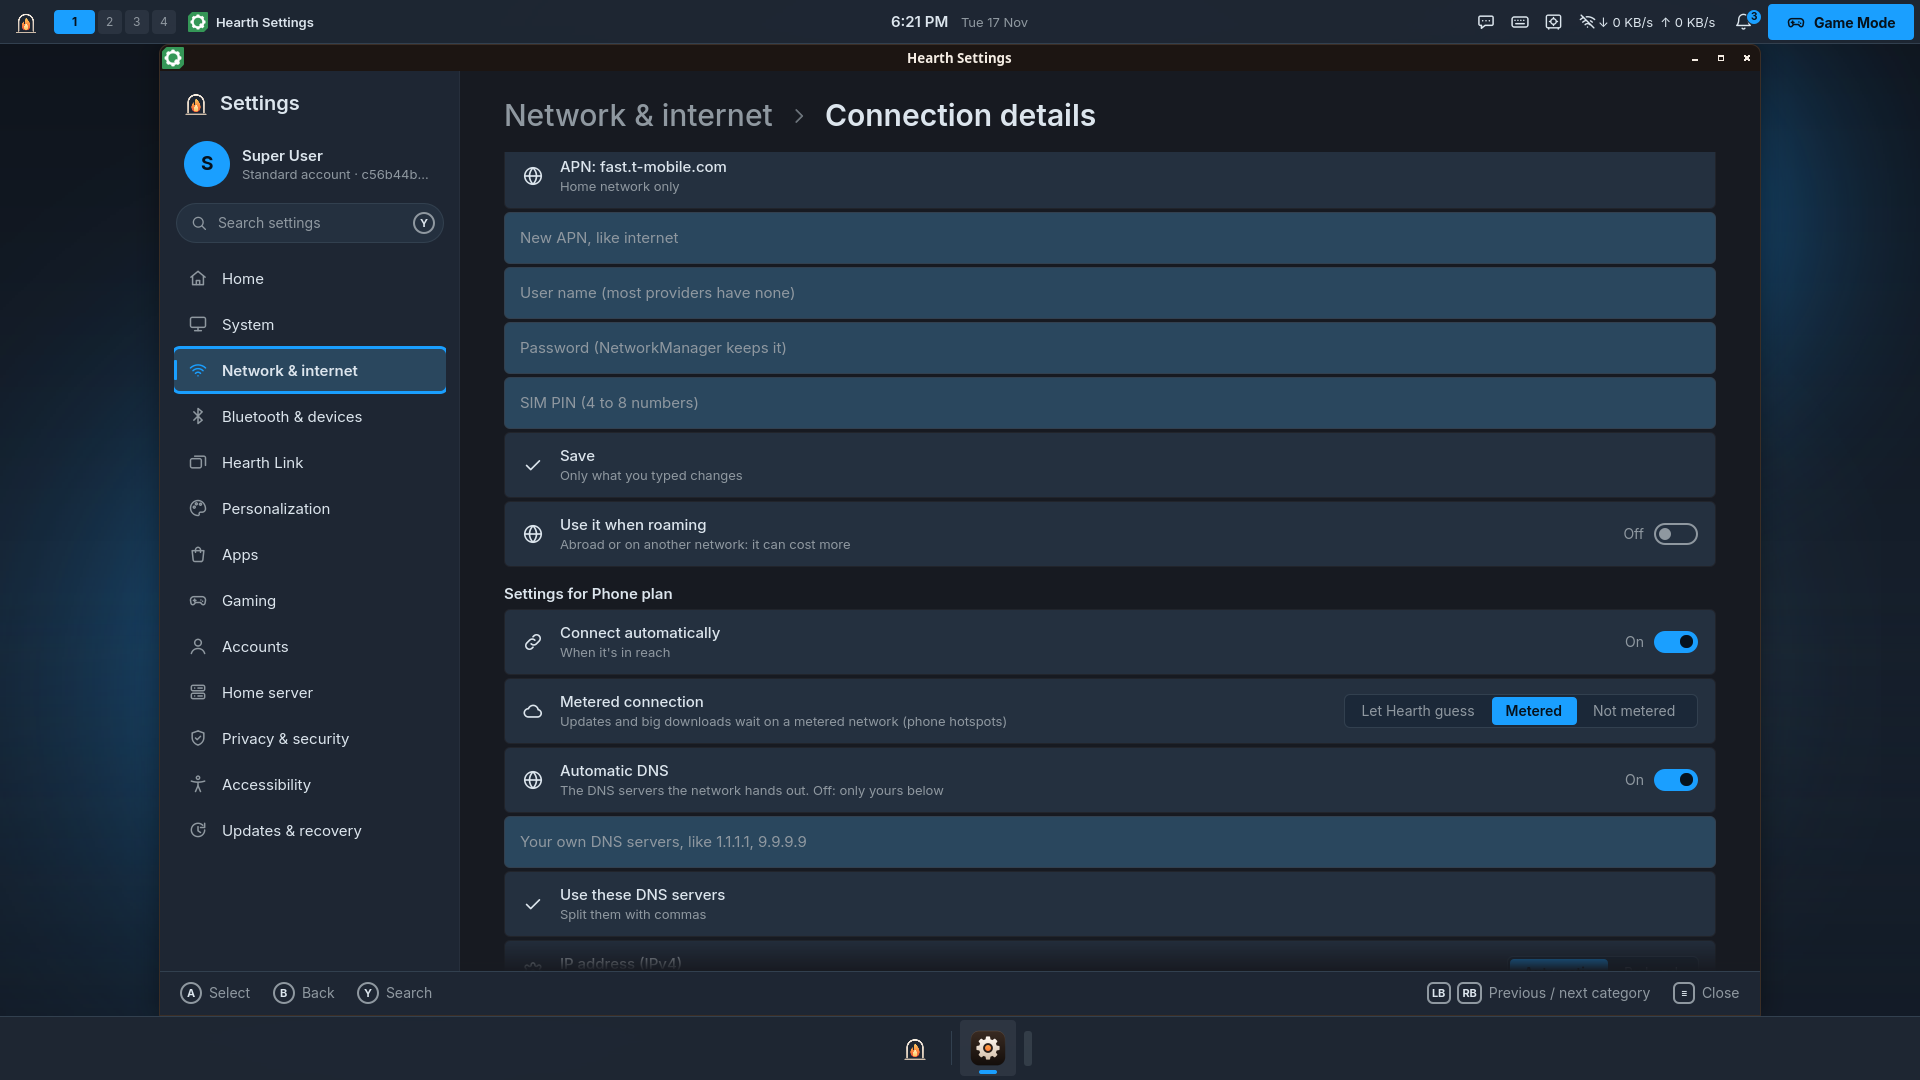 1 2 3 4 Hearth Settings
6:21 PM Tue 17 Nov
↓ 0 KB/s ↑ 0 KB/s 3 Game Mode
Hearth Settings
Settings
S
Super User
Standard account · c56b44b...
Search settings Y
Home
System
Network & internet
Bluetooth & devices
Hearth Link
Personalization
Apps
Gaming
Accounts
Home server
Privacy & security
Accessibility
Updates & recovery
Network & internet > Connection details
APN: fast.t-mobile.com
Home network only
New APN, like internet
User name (most providers have none)
Password (NetworkManager keeps it)
SIM PIN (4 to 8 numbers)
Save
Only what you typed changes
Use it when roaming
Abroad or on another network: it can cost more
Off
Settings for Phone plan
Connect automatically
When it's in reach
On
Metered connection
Updates and big downloads wait on a metered network (phone hotspots)
Let Hearth guess Metered Not metered
Automatic DNS
The DNS servers the network hands out. Off: only yours below
On
Your own DNS servers, like 1.1.1.1, 9.9.9.9
Use these DNS servers
Split them with commas
IP address (IPv4)
A Select B Back Y Search
LB RB Previous / next category ≡ Close